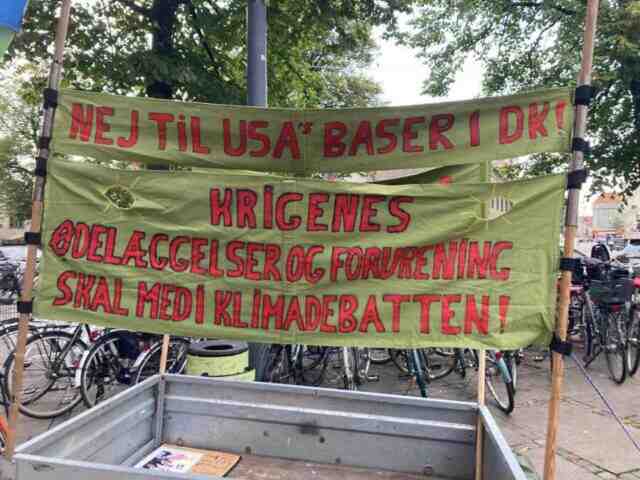 NEJ TiL USA's BASER I DK!
KRiGENES
ØDELÆGGELSER OG FORURENING
SKAL MED I KLIMADEBATTEN!